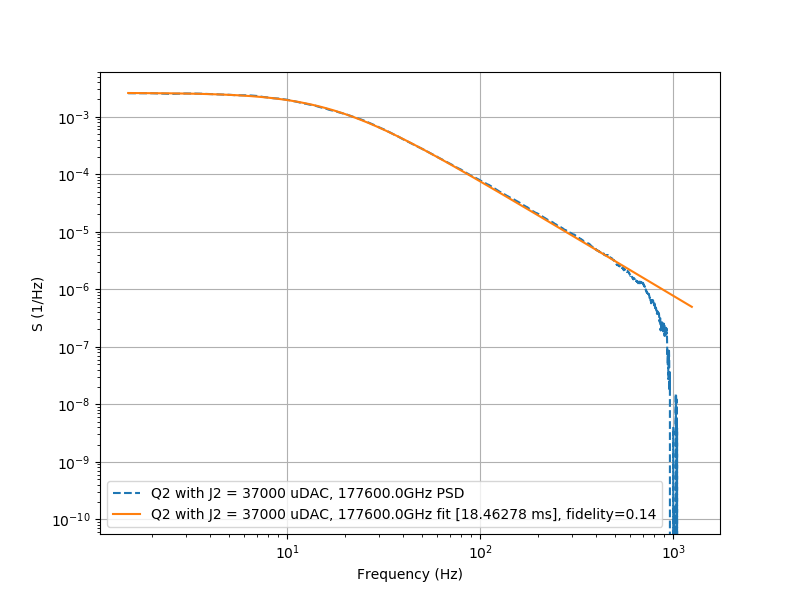 10⁻³
10⁻⁴
10⁻⁵
10⁻⁶
10⁻⁷
10⁻⁸
10⁻⁹
10⁻¹⁰
S (1/Hz)
Q2 with J2 = 37000 uDAC, 177600.0GHz PSD
Q2 with J2 = 37000 uDAC, 177600.0GHz fit [18.46278 ms], fidelity=0.14
10¹ 10² 10³
Frequency (Hz)